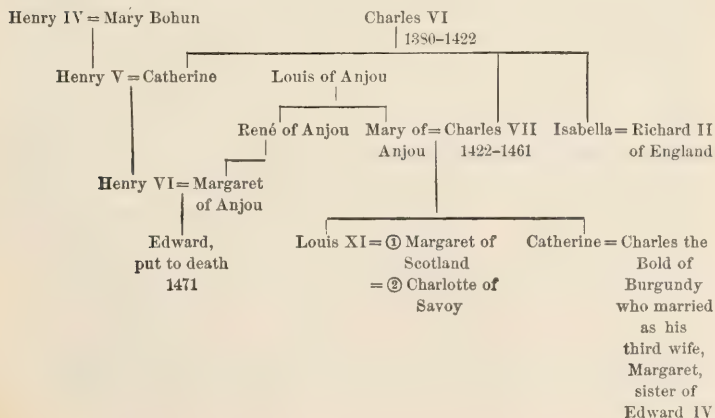 Henry IV = Mary Bohun Charles VI
1380–1422
Henry V = Catherine Louis of Anjou
René of Anjou Mary of = Charles VII Isabella = Richard II
Anjou 1422–1461 of England
Henry VI = Margaret
of Anjou
Edward, Louis XI = ① Margaret of Catherine = Charles the
put to death Scotland Bold of
1471 = ② Charlotte of Burgundy
Savoy who married
as his
third wife,
Margaret,
sister of
Edward IV